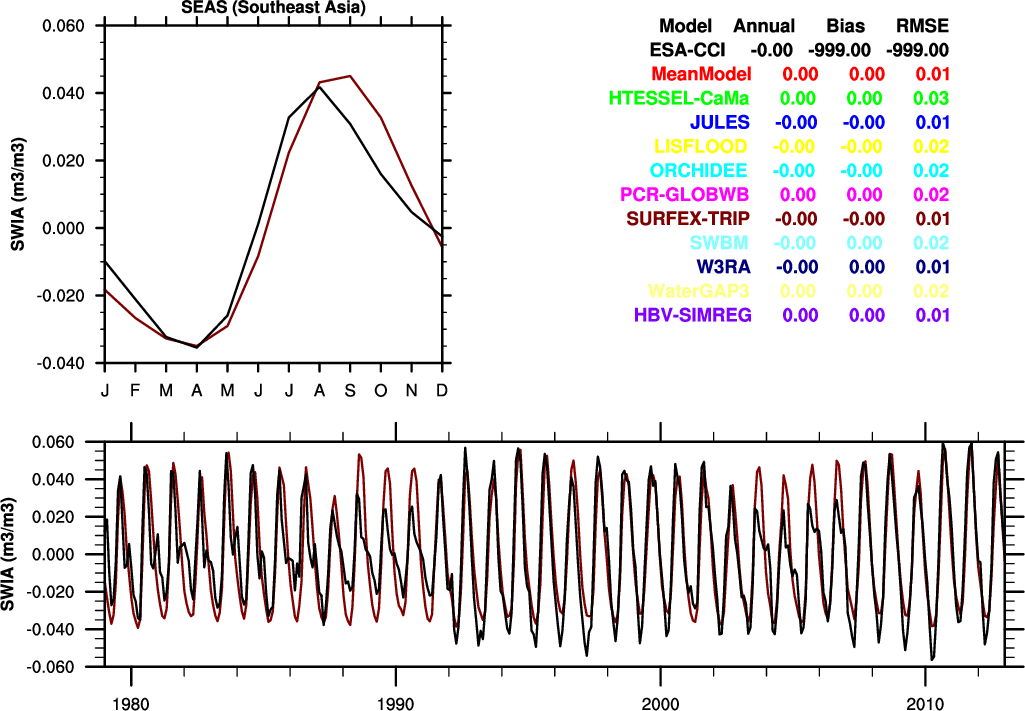 SEAS (Southeast Asia)
0.060
0.040
0.020
0.000
-0.020
-0.040
SWIA (m3/m3)
J F M A M J J A S O N D
Model Annual Bias RMSE
ESA-CCI -0.00 -999.00 -999.00
MeanModel 0.00 0.00 0.01
HTESSEL-CaMa 0.00 0.00 0.03
JULES -0.00 -0.00 0.01
LISFLOOD -0.00 -0.00 0.02
ORCHIDEE -0.00 -0.00 0.02
PCR-GLOBWB 0.00 0.00 0.02
SURFEX-TRIP -0.00 -0.00 0.01
SWBM -0.00 0.00 0.02
W3RA -0.00 0.00 0.01
WaterGAP3 0.00 0.00 0.02
HBV-SIMREG 0.00 0.00 0.01
0.060
0.040
0.020
0.000
-0.020
-0.040
-0.060
SWIA (m3/m3)
1980 1990 2000 2010